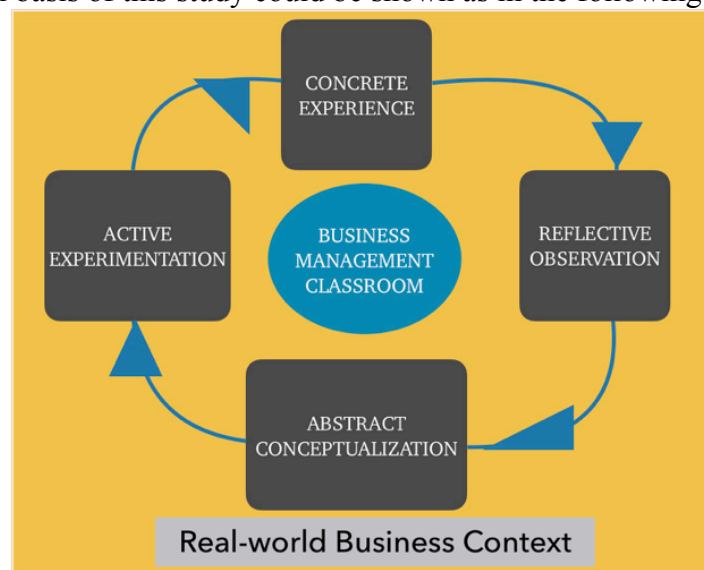 basis of this study could be shown as in the following
CONCRETE
EXPERIENCE
ACTIVE
EXPERIMENTATION
BUSINESS
MANAGEMENT
CLASSROOM
REFLECTIVE
OBSERVATION
ABSTRACT
CONCEPTUALIZATION
Real-world Business Context